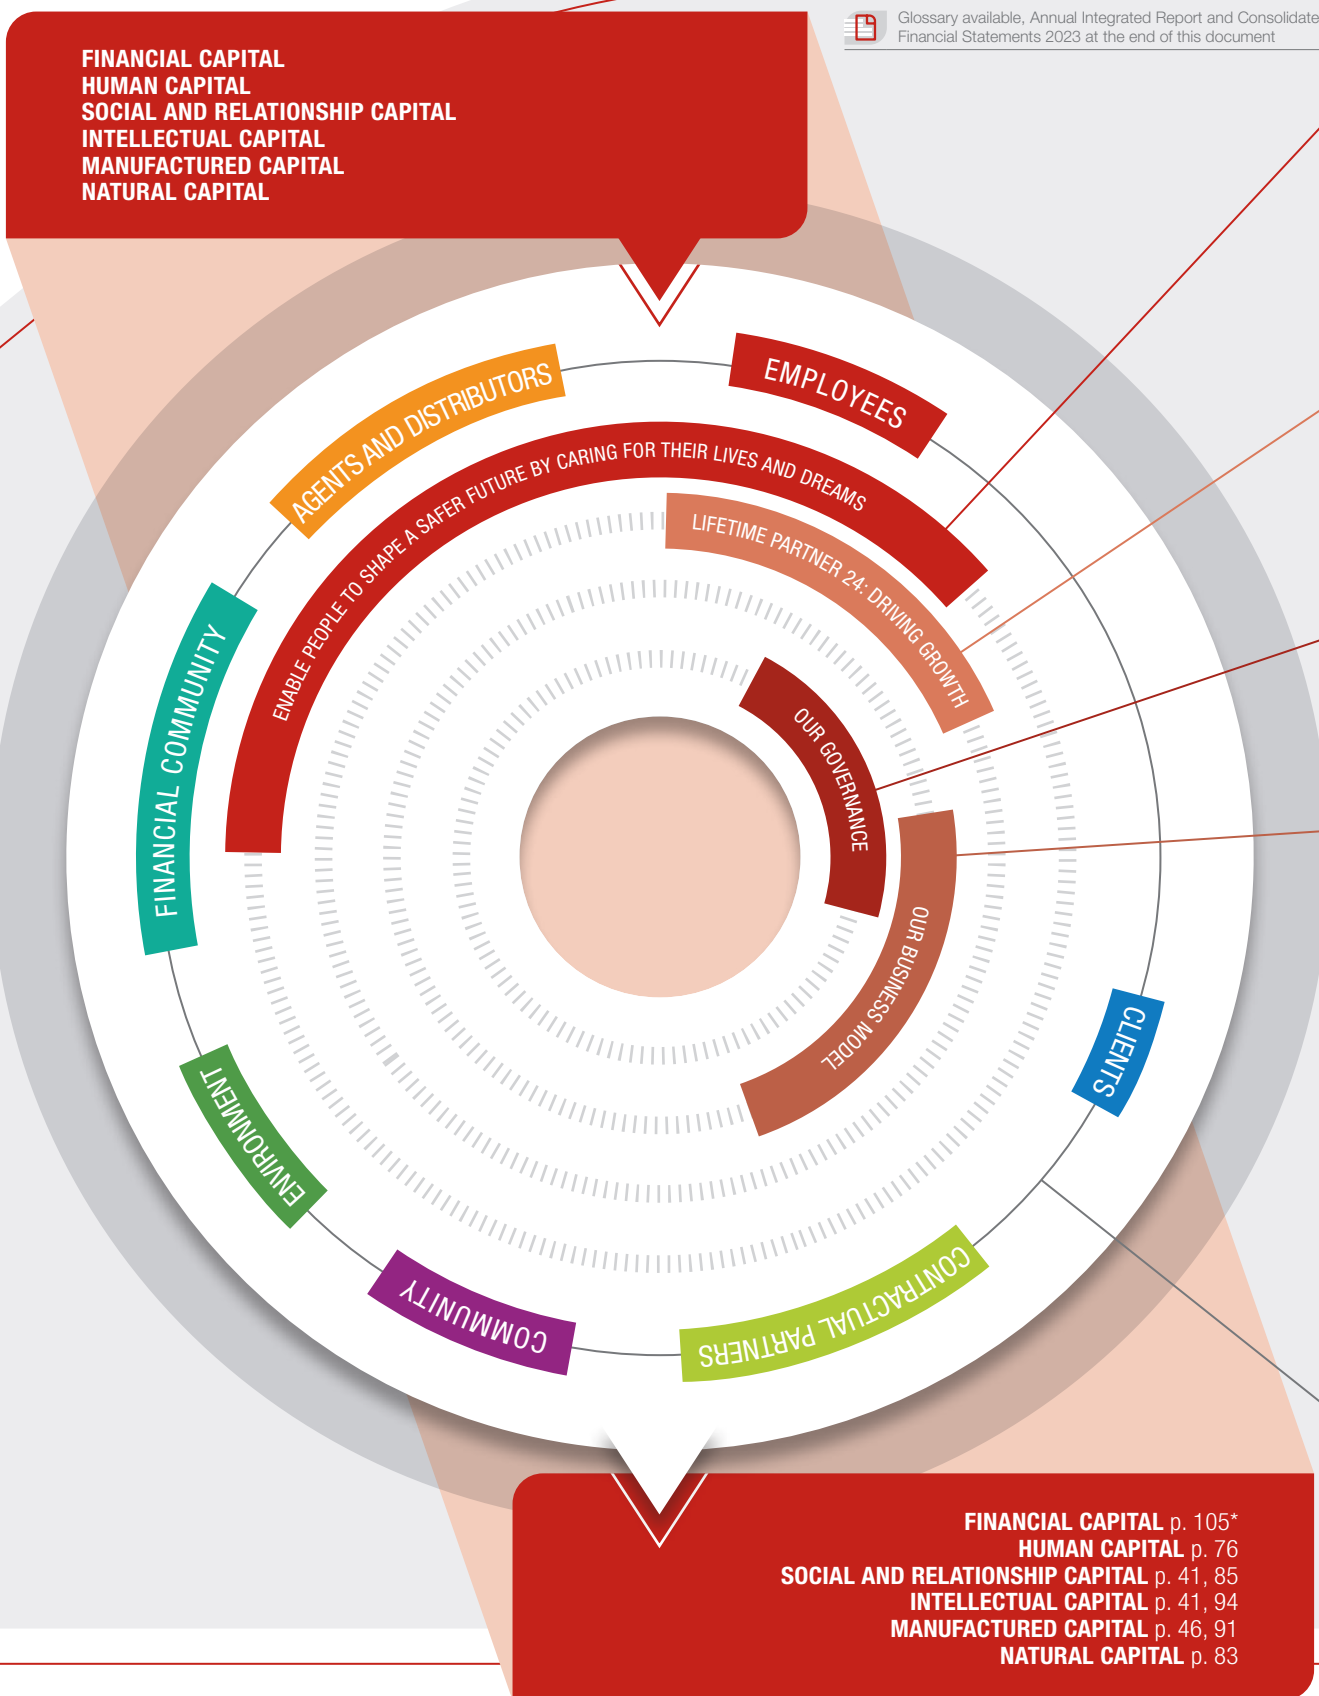 Glossary available, Annual Integrated Report and Consolidate
Financial Statements 2023 at the end of this document
FINANCIAL CAPITAL
HUMAN CAPITAL
SOCIAL AND RELATIONSHIP CAPITAL
INTELLECTUAL CAPITAL
MANUFACTURED CAPITAL
NATURAL CAPITAL
EMPLOYEES
AGENTS AND DISTRIBUTORS
ENABLE PEOPLE TO SHAPE A SAFER FUTURE BY CARING FOR THEIR LIVES AND DREAMS
LIFETIME PARTNER 24: DRIVING GROWTH
FINANCIAL COMMUNITY
OUR GOVERNANCE
OUR BUSINESS MODEL
CLIENTS
ENVIRONMENT
COMMUNITY
CONTRACTUAL PARTNERS
FINANCIAL CAPITAL p. 105*
HUMAN CAPITAL p. 76
SOCIAL AND RELATIONSHIP CAPITAL p. 41, 85
INTELLECTUAL CAPITAL p. 41, 94
MANUFACTURED CAPITAL p. 46, 91
NATURAL CAPITAL p. 83